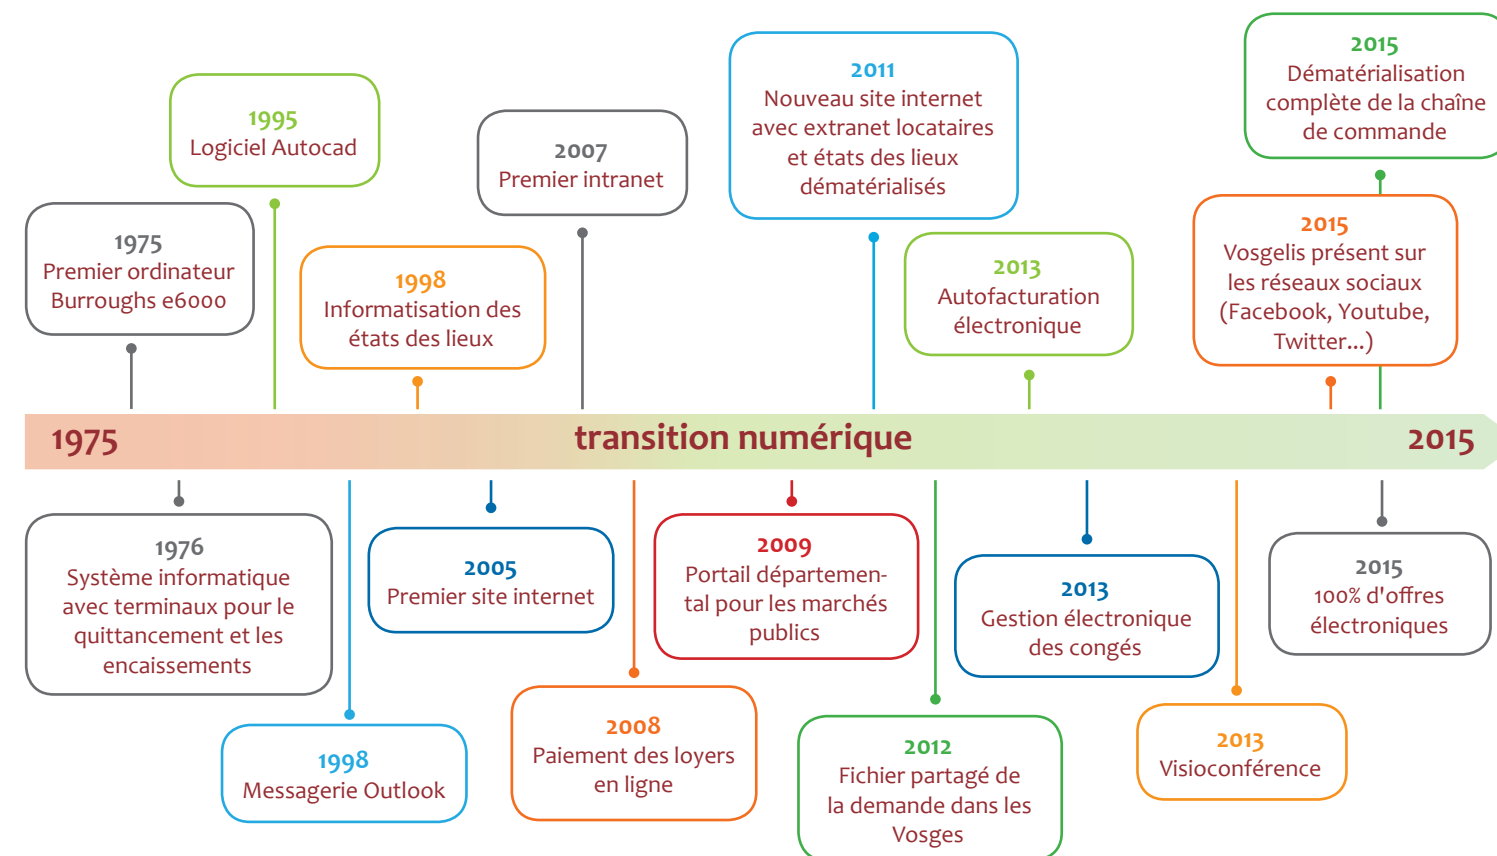 1975
Premier ordinateur
Burroughs e6000
1995
Logiciel Autocad
1998
Informatisation des
états des lieux
2007
Premier intranet
2011
Nouveau site internet
avec extranet locataires
et états des lieux
dématérialisés
2013
Autofacturation
électronique
2015
Dématérialisation
complète de la chaîne
de commande
2015
Vosgelis présent sur
les réseaux sociaux
(Facebook, Youtube,
Twitter...)
1975 transition numérique 2015
1976
Système informatique
avec terminaux pour le
quittancement et les
encaissements
1998
Messagerie Outlook
2005
Premier site internet
2008
Paiement des loyers
en ligne
2009
Portail départemen-
tal pour les marchés
publics
2012
Fichier partagé de
la demande dans les
Vosges
2013
Gestion électronique
des congés
2013
Visioconférence
2015
100% d'offres
électroniques